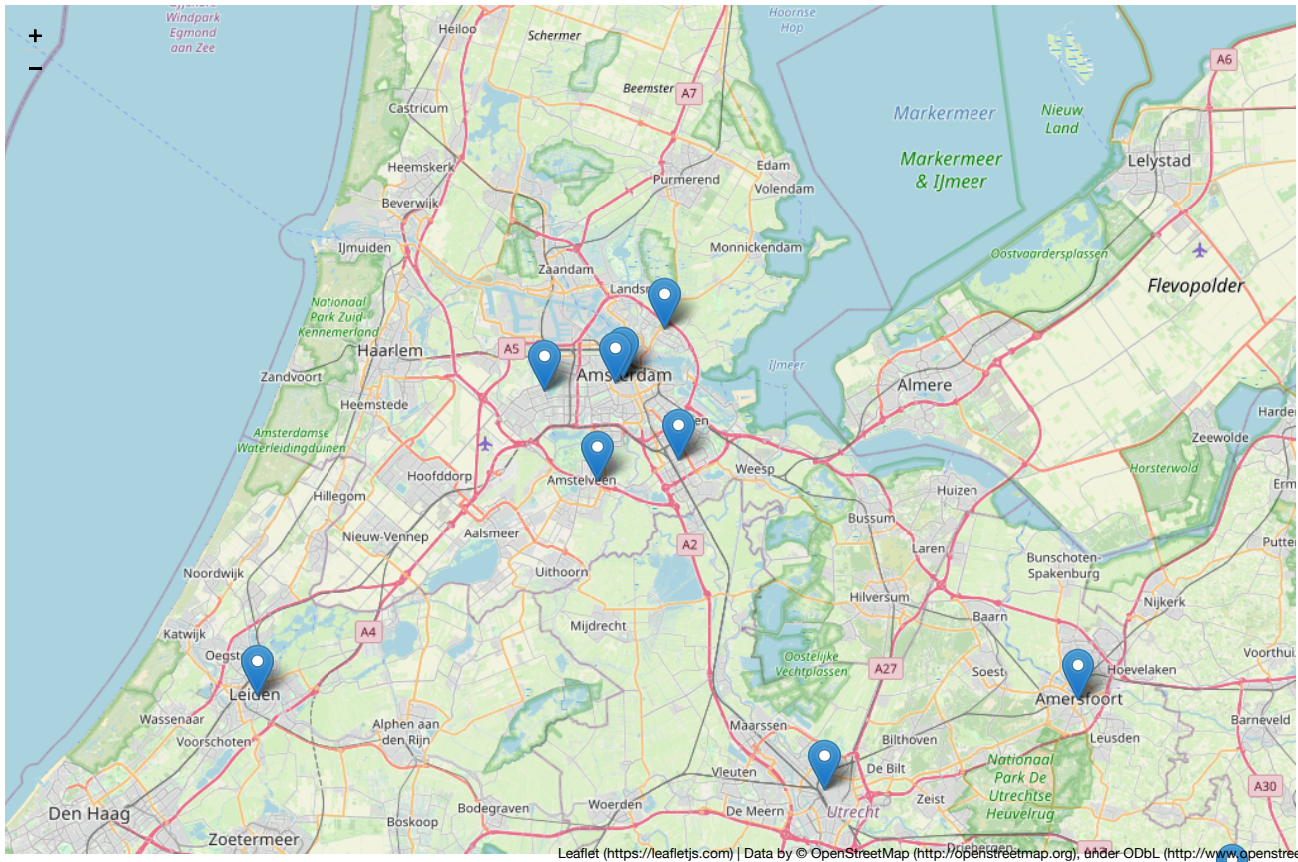 Windpark
Egmond
aan Zee
+
−
Heiloo
Schermer
Hoornse
Hop
A6
Beemster
A7
Castricum
Markermeer
Nieuw
Land
Markermeer
& IJmeer
Lelystad
Heemskerk
Edam
Purmerend
Volendam
Beverwijk
IJmuiden
Monnickendam
Oostvaardersplassen
Zaandam
Flevopolder
Nationaal
Park Zuid-
Kennemerland
Haarlem
A5
IJmeer
Zandvoort
Amsterdam
Almere
Heemstede
Zeewolde
Amsterdamse
Waterleidingduinen
Weesp
Horsterwold
Hoofddorp
Amstelveen
Hillegom
Huizen
Bussum
Nieuw-Vennep
Aalsmeer
A2
Laren
Bunschoten-
Spakenburg
Noordwijk
Uithoorn
Hilversum
Nijkerk
Baarn
Mijdrecht
Katwijk
A4
Oostelijke
Vechtplassen
A27
Soest
Hoevelaken
Leiden
Amersfoort
Wassenaar
Alphen aan
den Rijn
Maarssen
Barneveld
Voorschoten
Bilthoven
Leusden
Vleuten
De Bilt
Nationaal
Park De
Utrechtse
Heuvelrug
A30
Den Haag
Bodegraven
Woerden
De Meern
Utrecht
Zeist
Boskoop
Zoetermeer
Driebergen
Leaflet (https://leafletjs.com) | Data by © OpenStreetMap (http://openstreetmap.org), under ODbL (http://www.openstre